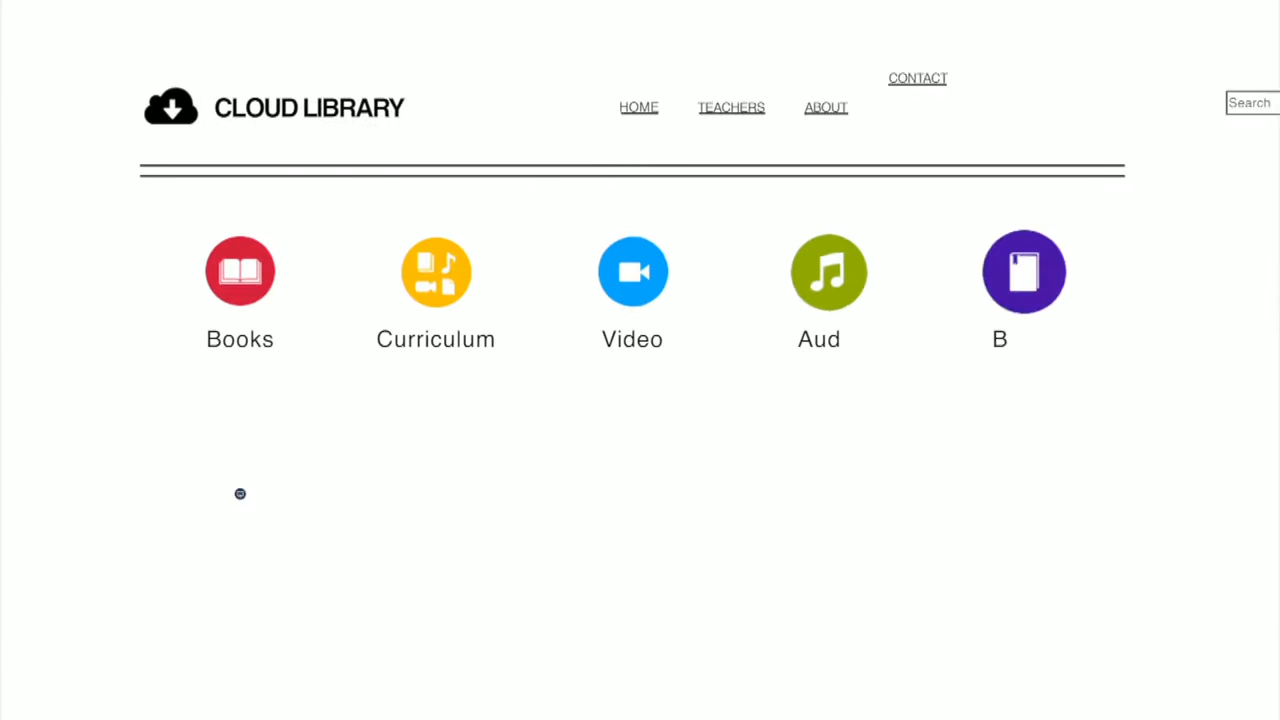 CONTACT
CLOUD LIBRARY
HOME
TEACHERS
ABOUT
Search
Books
Curriculum
Video
Aud
B